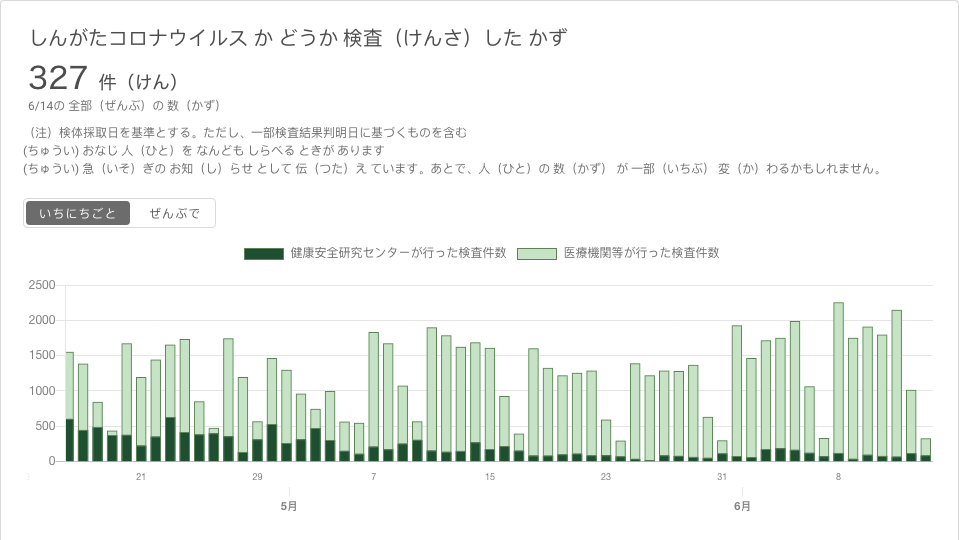 しんがたコロナウイルス か どうか 検査（けんさ）した かず
327 件（けん）
6/14の 全部（ぜんぶ）の 数（かず）
（注）検体採取日を基準とする。ただし、一部検査結果判明日に基づくものを含む
(ちゅうい) おなじ 人（ひと）を なんども しらべる ときが あります
(ちゅうい) 急（いそ）ぎの お知（し）らせ として 伝（つた）え ています。あとで、人（ひと）の 数（かず） が 一部（いちぶ） 変（か）わるかもしれません。
いちにちごと ぜんぶで
健康安全研究センターが行った検査件数 医療機関等が行った検査件数
2500
2000
1500
1000
500
0
21 29 7 15 23 31 8
5月 6月